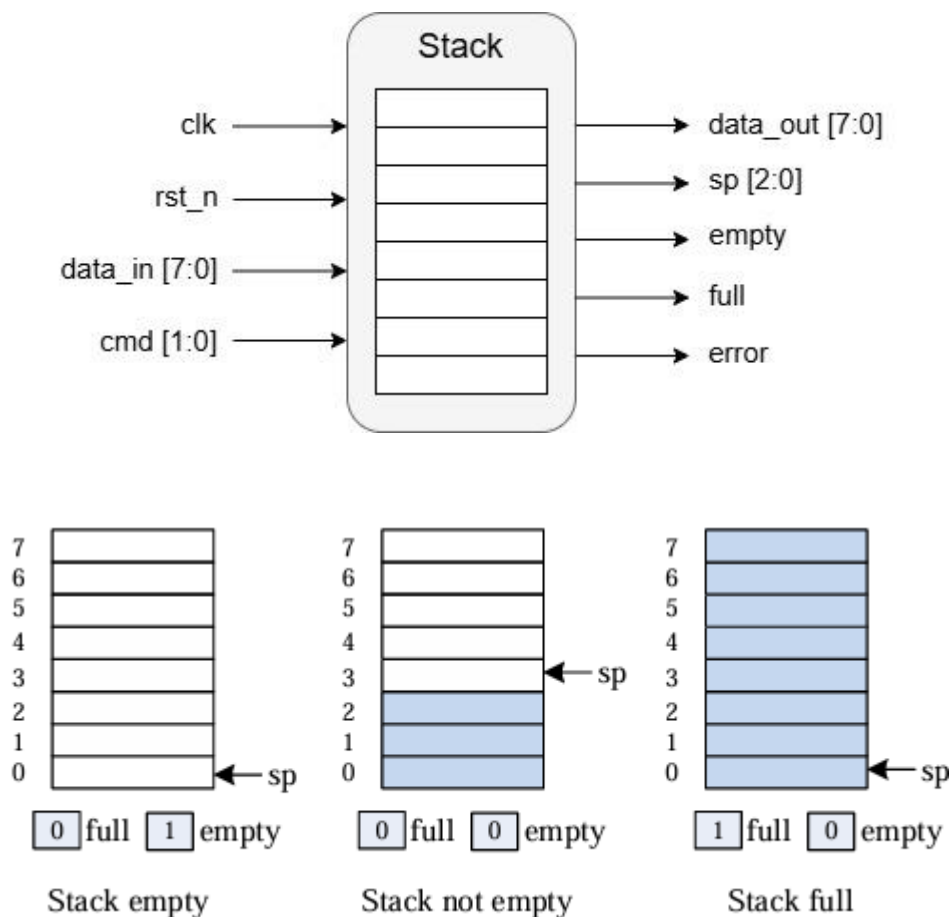 Stack
clk
rst_n
data_in [7:0]
cmd [1:0]
data_out [7:0]
sp [2:0]
empty
full
error
7
6
5
4
3
2
1
0
sp
0 full 1 empty
Stack empty
7
6
5
4
3
2
1
0
sp
0 full 0 empty
Stack not empty
7
6
5
4
3
2
1
0
sp
1 full 0 empty
Stack full